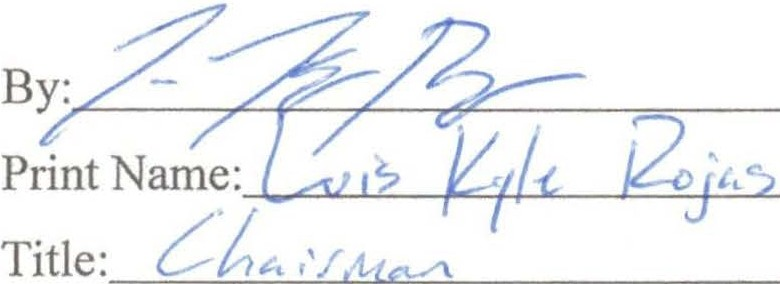 By:
Print Name: Luis Kyle Rojas
Title: Chairman